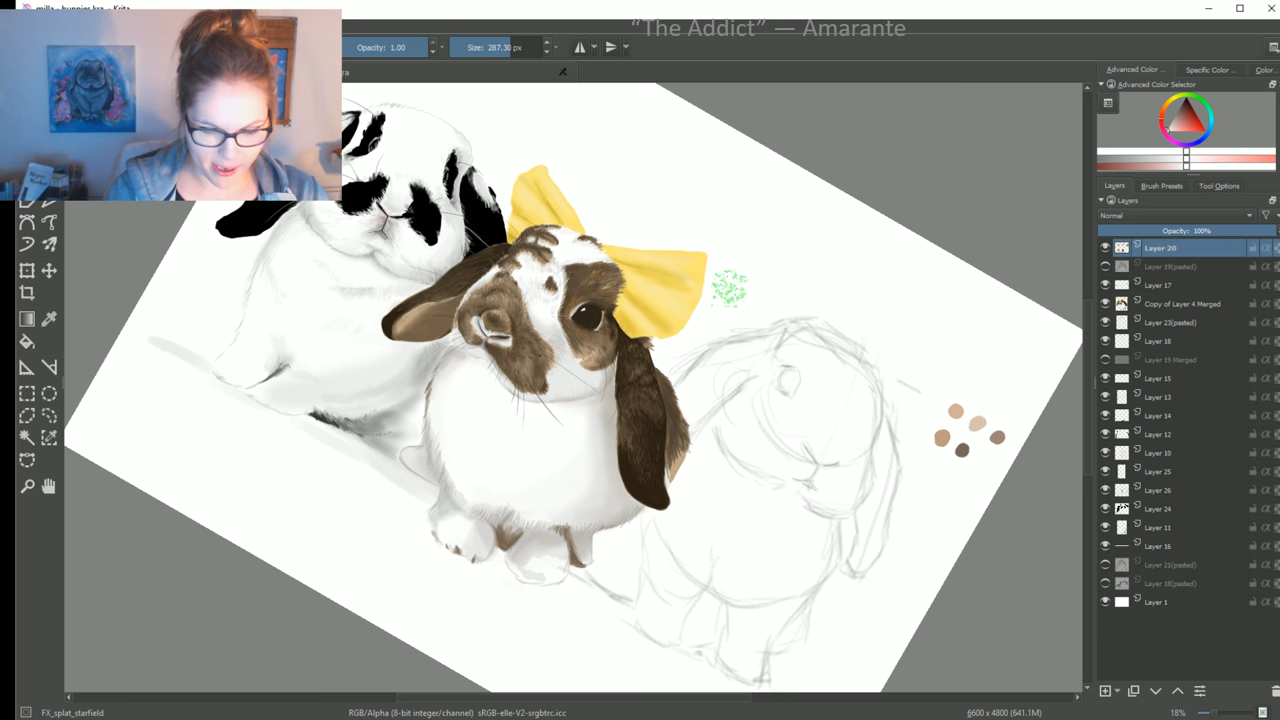 milla - bunnies.kra - Krita
“The Addict” — Amarante
Opacity: 1.00
Size: 287.30 px
Advanced Color ...
Specific Color ...
Color...
Advanced Color Selector
Layers
Brush Presets
Tool Options
Layers
Normal
Opacity: 100%
Layer 20
Layer 19(pasted)
Layer 17
Copy of Layer 4 Merged
Layer 23(pasted)
Layer 18
Layer 19 Merged
Layer 15
Layer 13
Layer 14
Layer 12
Layer 10
Layer 25
Layer 26
Layer 24
Layer 11
Layer 16
Layer 21(pasted)
Layer 18(pasted)
Layer 1
FX_splat_starfield
RGB/Alpha (8-bit integer/channel) sRGB-elle-V2-srgbtrc.icc
6600 x 4800 (641.1M)
18%